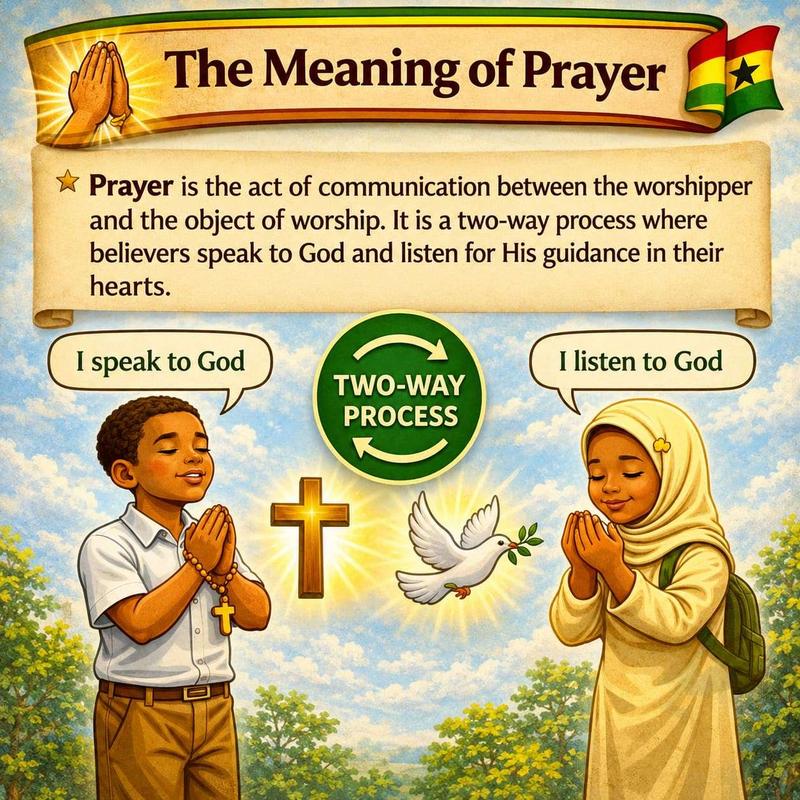 The Meaning of Prayer
Prayer is the act of communication between the worshipper
and the object of worship. It is a two-way process where
believers speak to God and listen for His guidance in their
hearts.
I speak to God
TWO-WAY
PROCESS
I listen to God